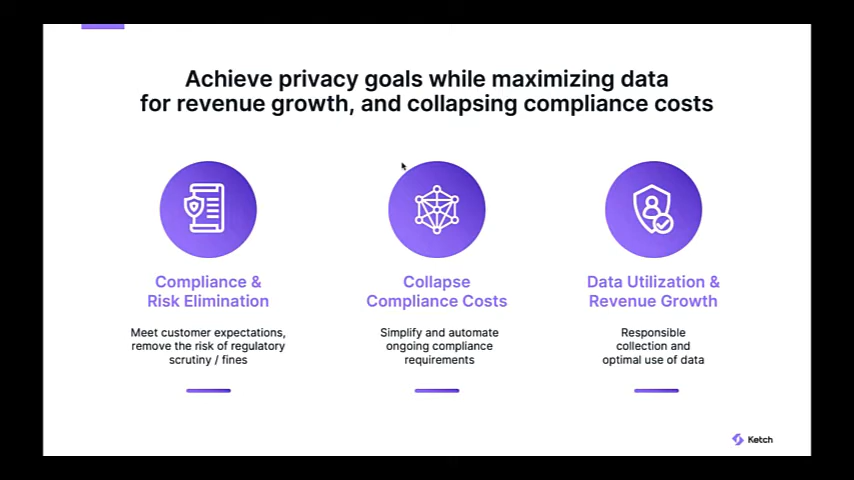 Achieve privacy goals while maximizing data
for revenue growth, and collapsing compliance costs
Compliance &
Risk Elimination
Meet customer expectations,
remove the risk of regulatory
scrutiny / fines
Collapse
Compliance Costs
Simplify and automate
ongoing compliance
requirements
Data Utilization &
Revenue Growth
Responsible
collection and
optimal use of data
Ketch